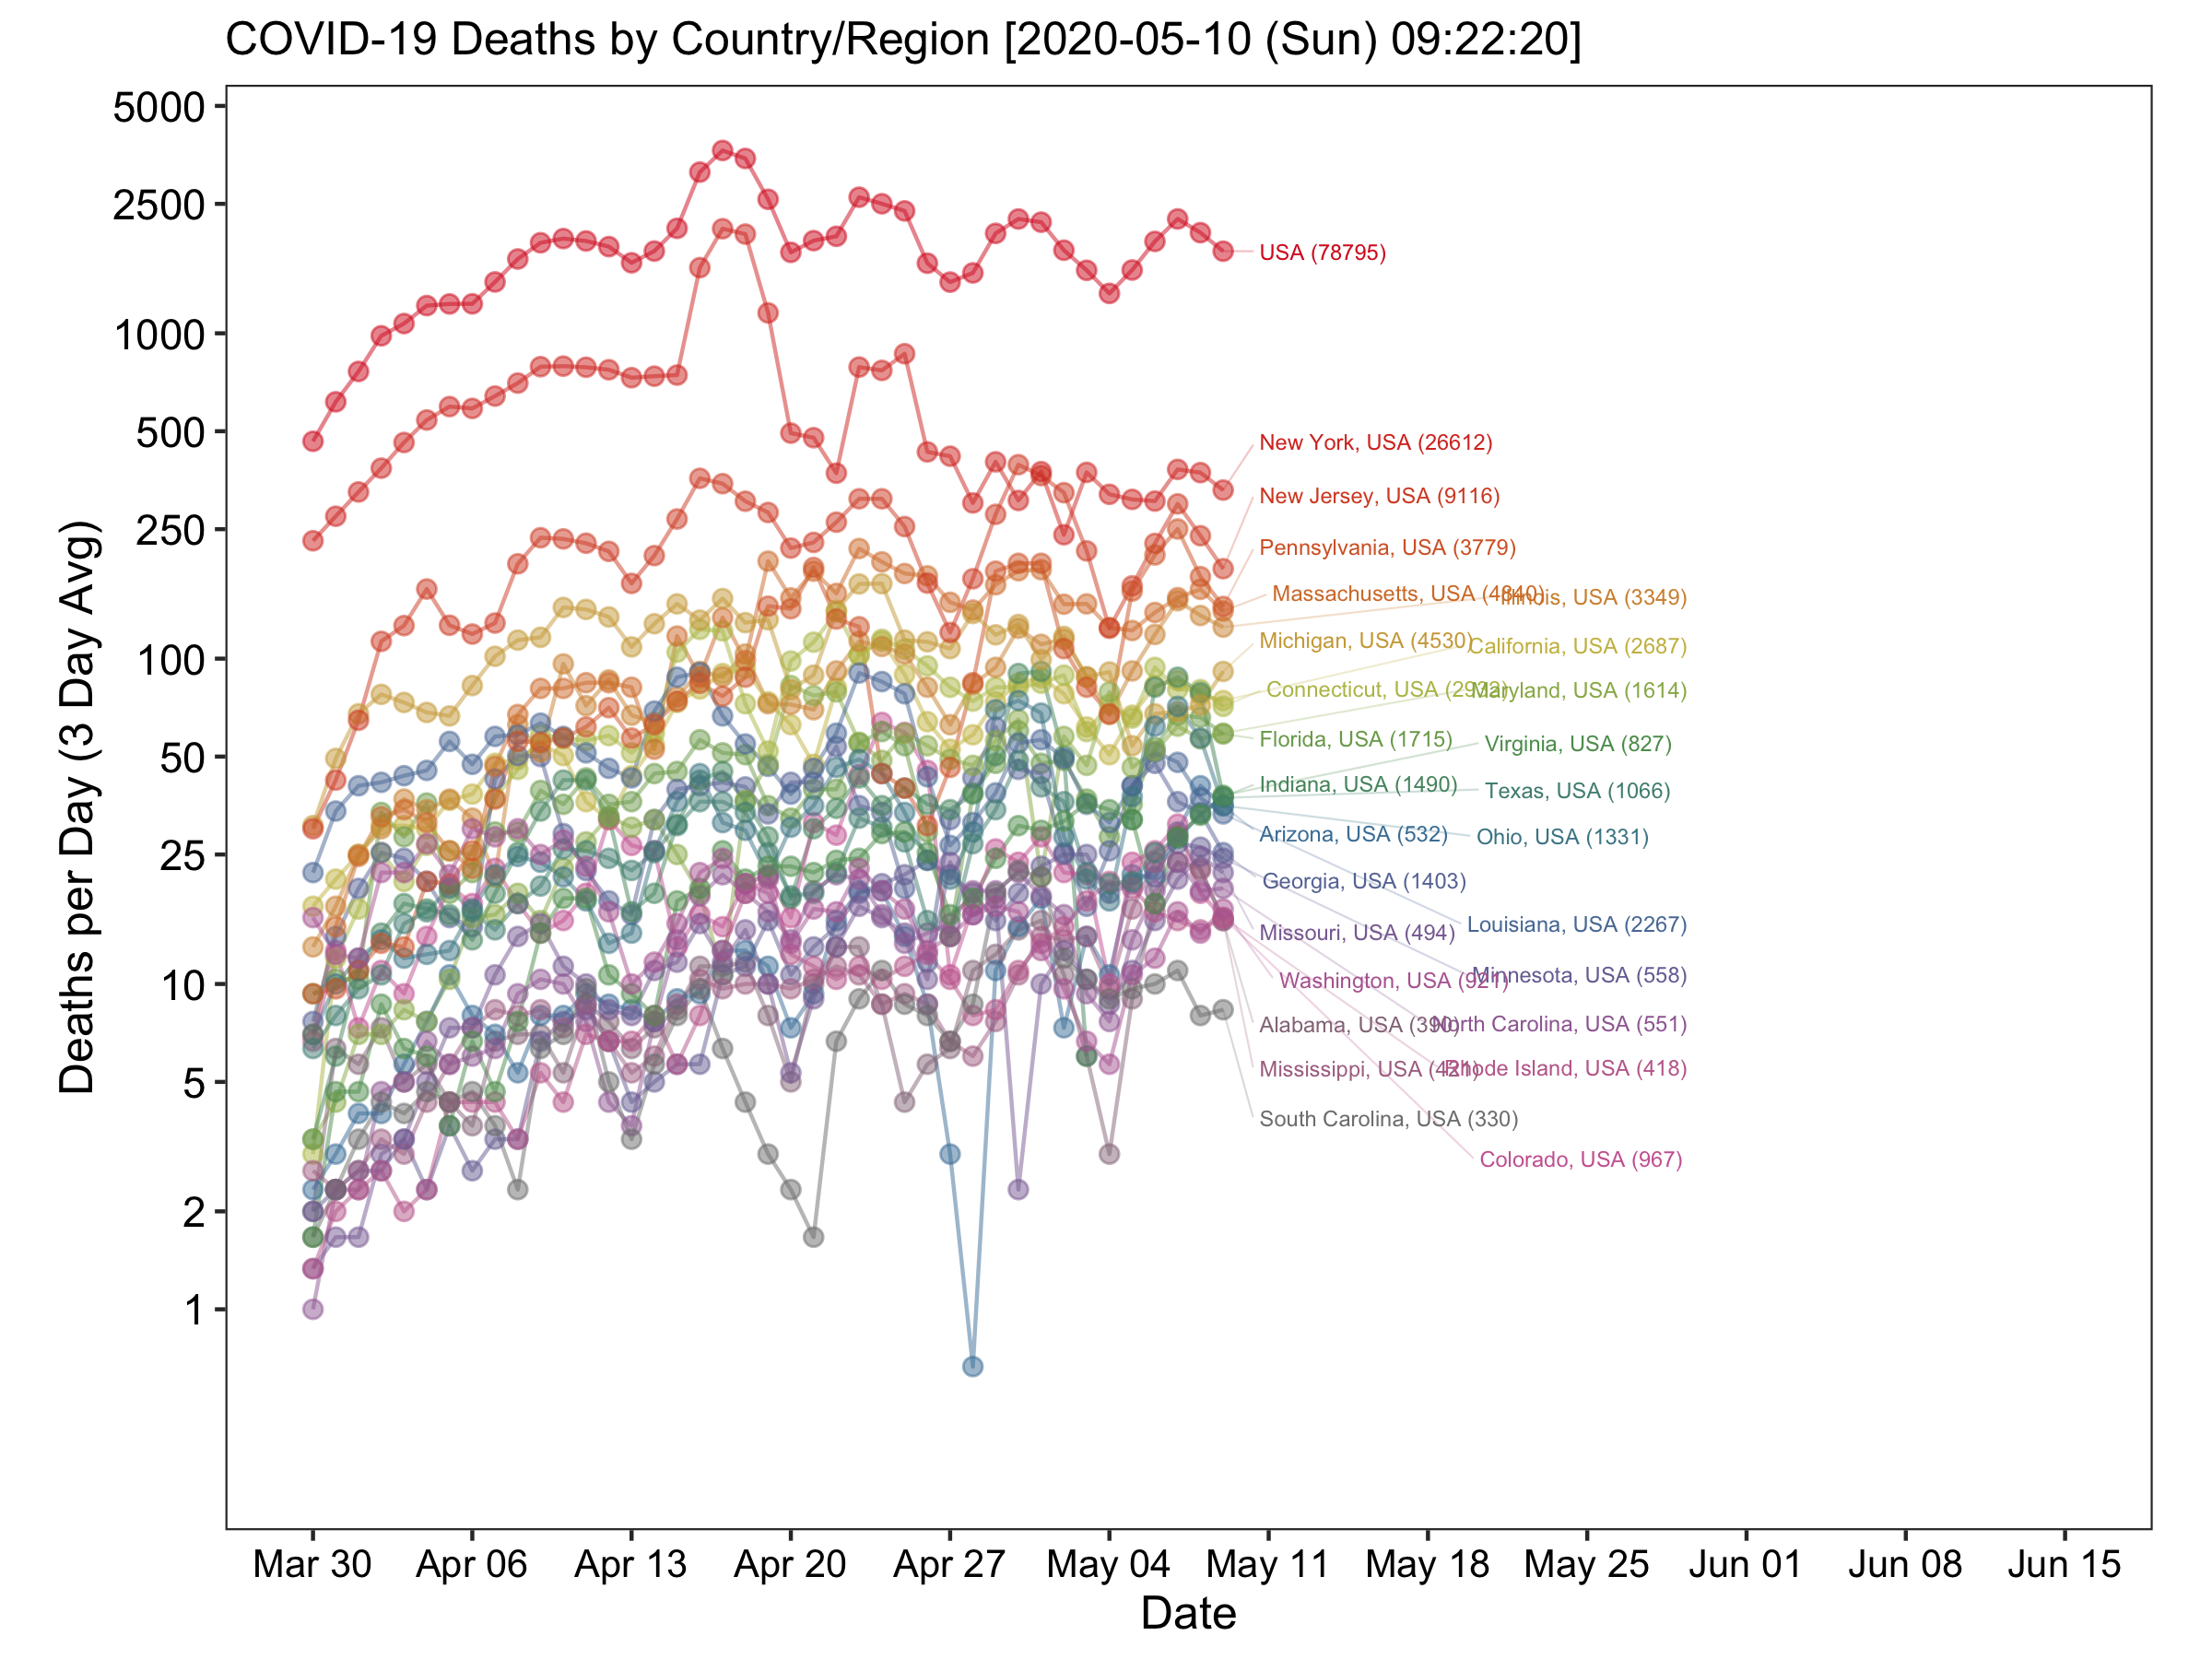 COVID-19 Deaths by Country/Region [2020-05-10 (Sun) 09:22:20]
Deaths per Day (3 Day Avg)
5000
2500
1000
500
250
100
50
25
10
5
2
1
USA (78795)
New York, USA (26612)
New Jersey, USA (9116)
Pennsylvania, USA (3779)
Massachusetts, USA (4840)
Illinois, USA (3349)
Michigan, USA (4530)
California, USA (2687)
Connecticut, USA (2932)
Maryland, USA (1614)
Florida, USA (1715)
Virginia, USA (827)
Indiana, USA (1490)
Texas, USA (1066)
Arizona, USA (532)
Ohio, USA (1331)
Georgia, USA (1403)
Louisiana, USA (2267)
Missouri, USA (494)
Minnesota, USA (558)
Washington, USA (921)
North Carolina, USA (551)
Alabama, USA (390)
Rhode Island, USA (418)
Mississippi, USA (421)
South Carolina, USA (330)
Colorado, USA (967)
Mar 30 Apr 06 Apr 13 Apr 20 Apr 27 May 04 May 11 May 18 May 25 Jun 01 Jun 08 Jun 15
Date